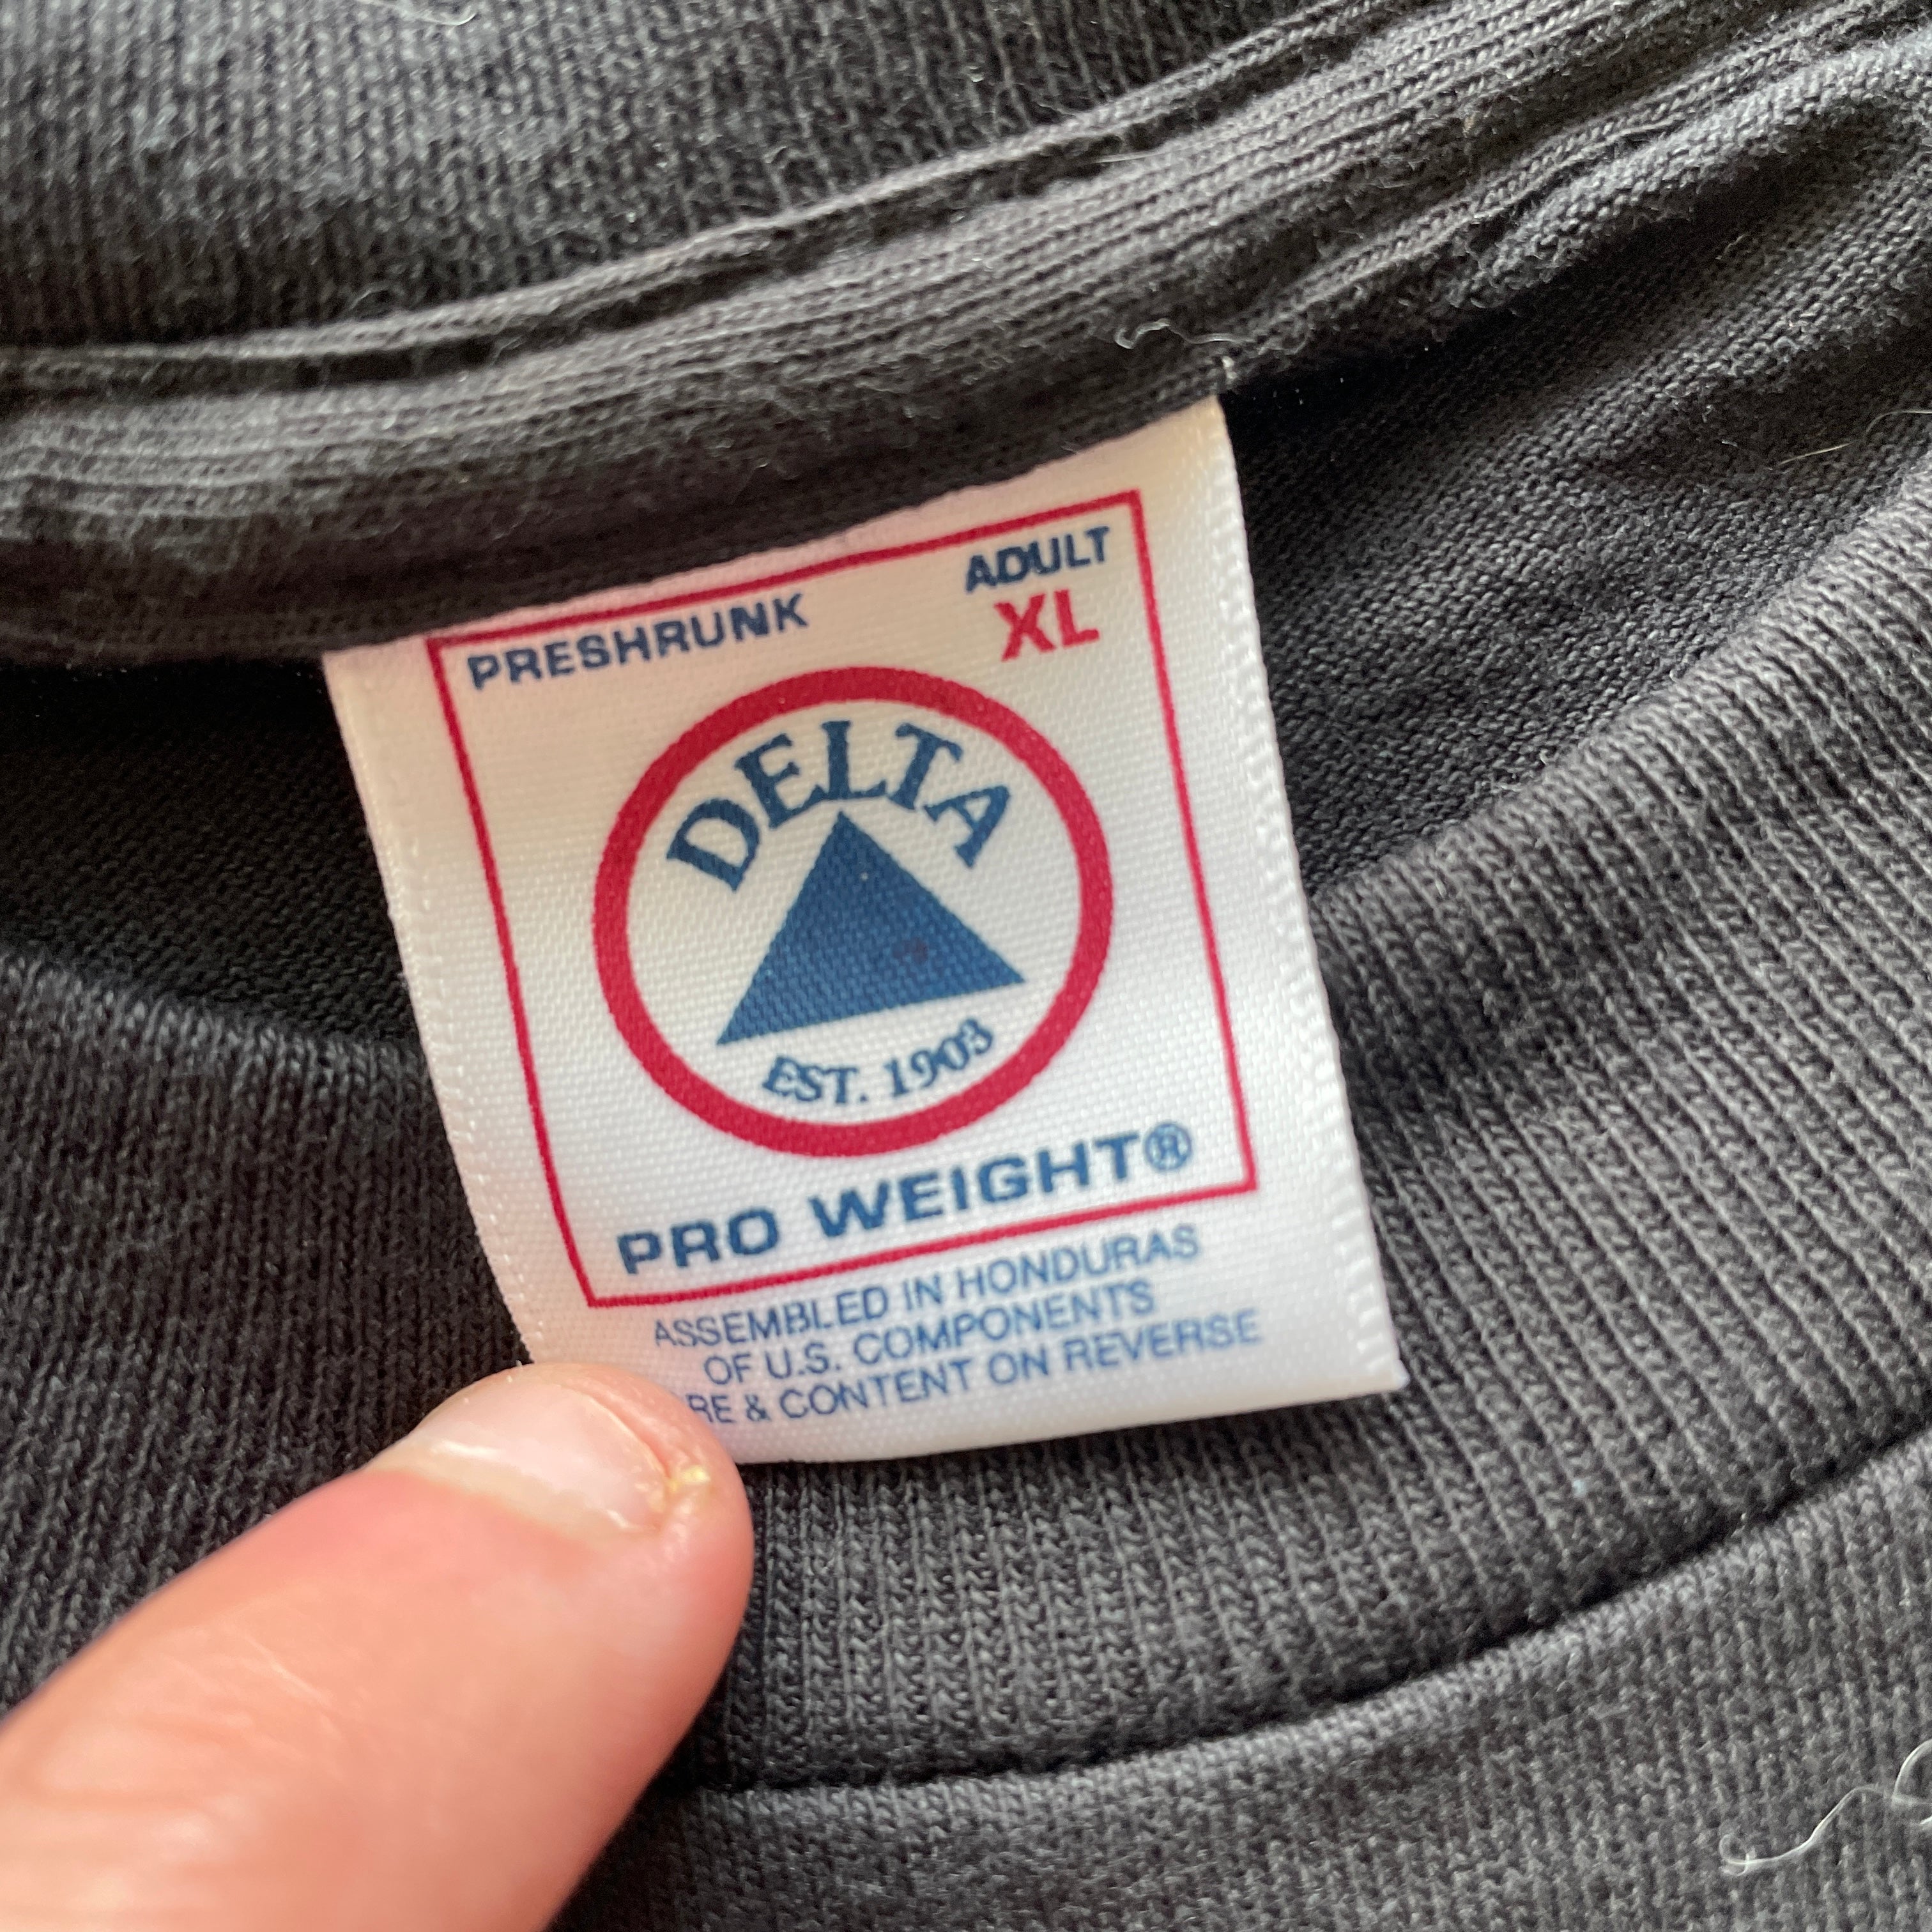 PRESHRUNK
ADULT
XL
DELTA
EST. 1903
PRO WEIGHT®
ASSEMBLED IN HONDURAS
OF U.S. COMPONENTS
& CONTENT ON REVERSE